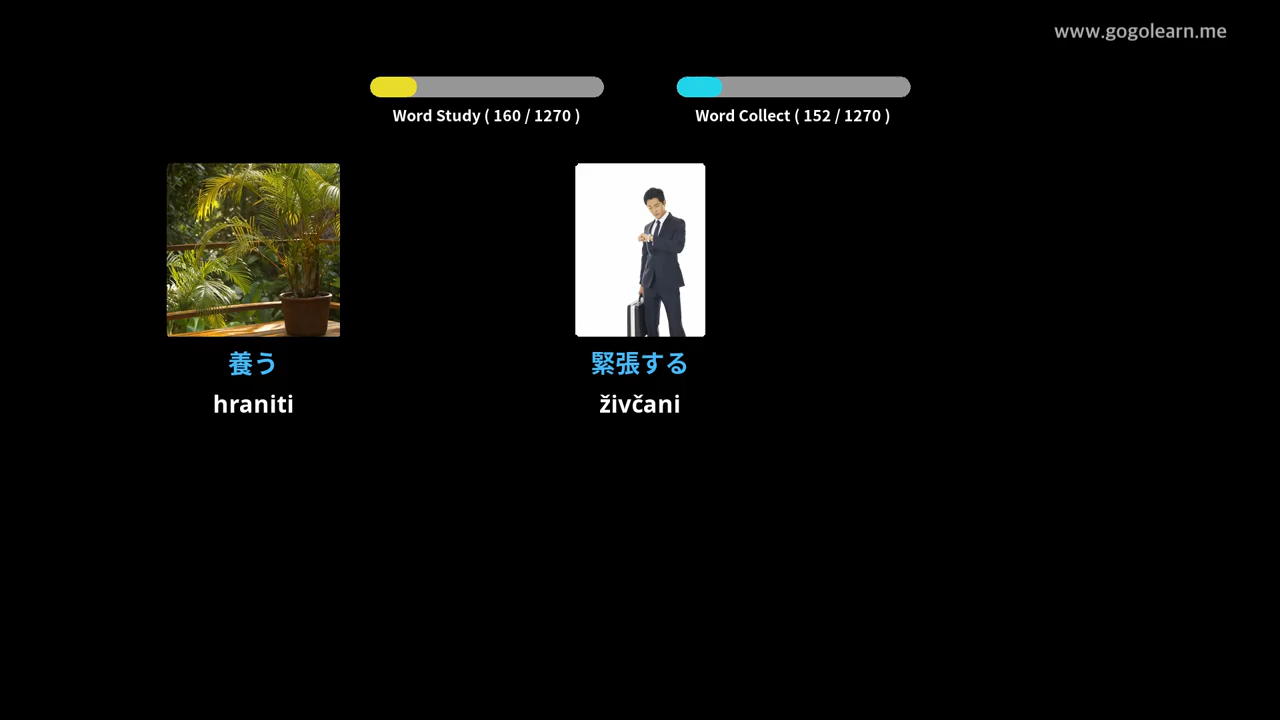 www.gogolearn.me
Word Study ( 160 / 1270 )
Word Collect ( 152 / 1270 )
養う
hraniti
緊張する
živčani